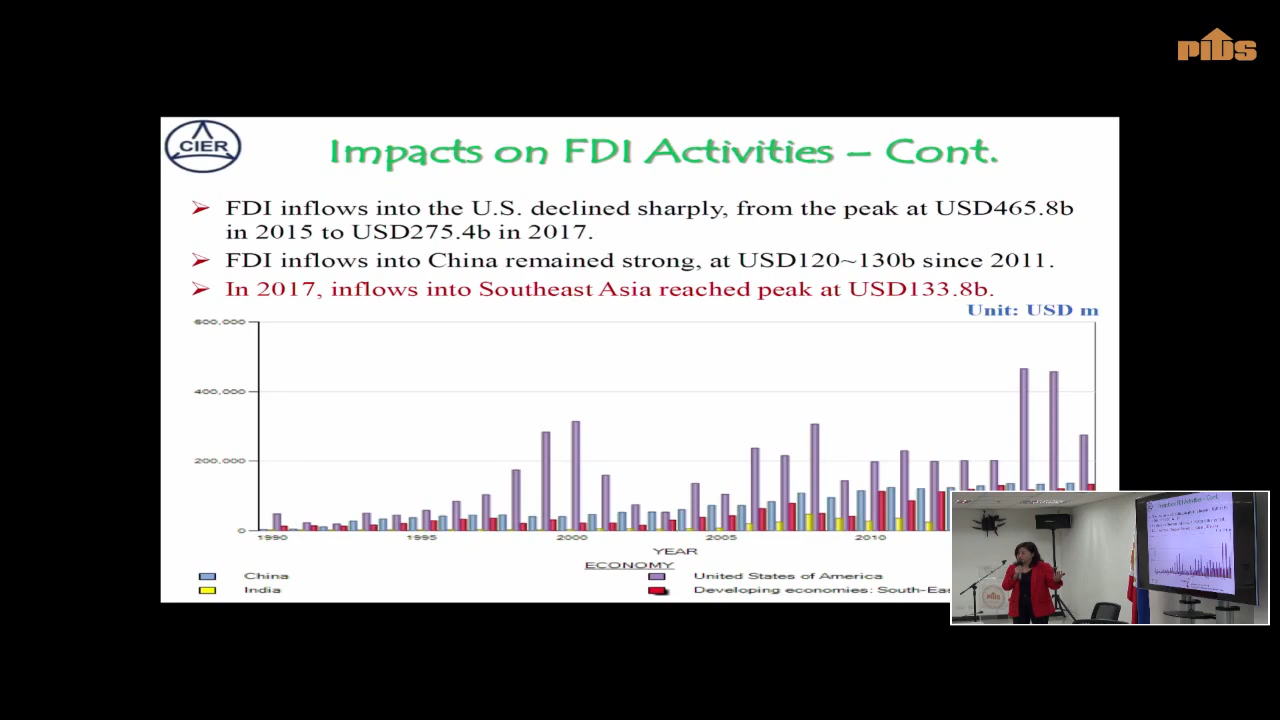 PIDS
CIER
Impacts on FDI Activities – Cont.
➢ FDI inflows into the U.S. declined sharply, from the peak at USD465.8b
in 2015 to USD275.4b in 2017.
➢ FDI inflows into China remained strong, at USD120~130b since 2011.
➢ In 2017, inflows into Southeast Asia reached peak at USD133.8b.
Unit: USD m
600,000
400,000
200,000
0
1990 1995 2000 2005 2010
YEAR
ECONOMY
China United States of America
India Developing economies: South-Eas